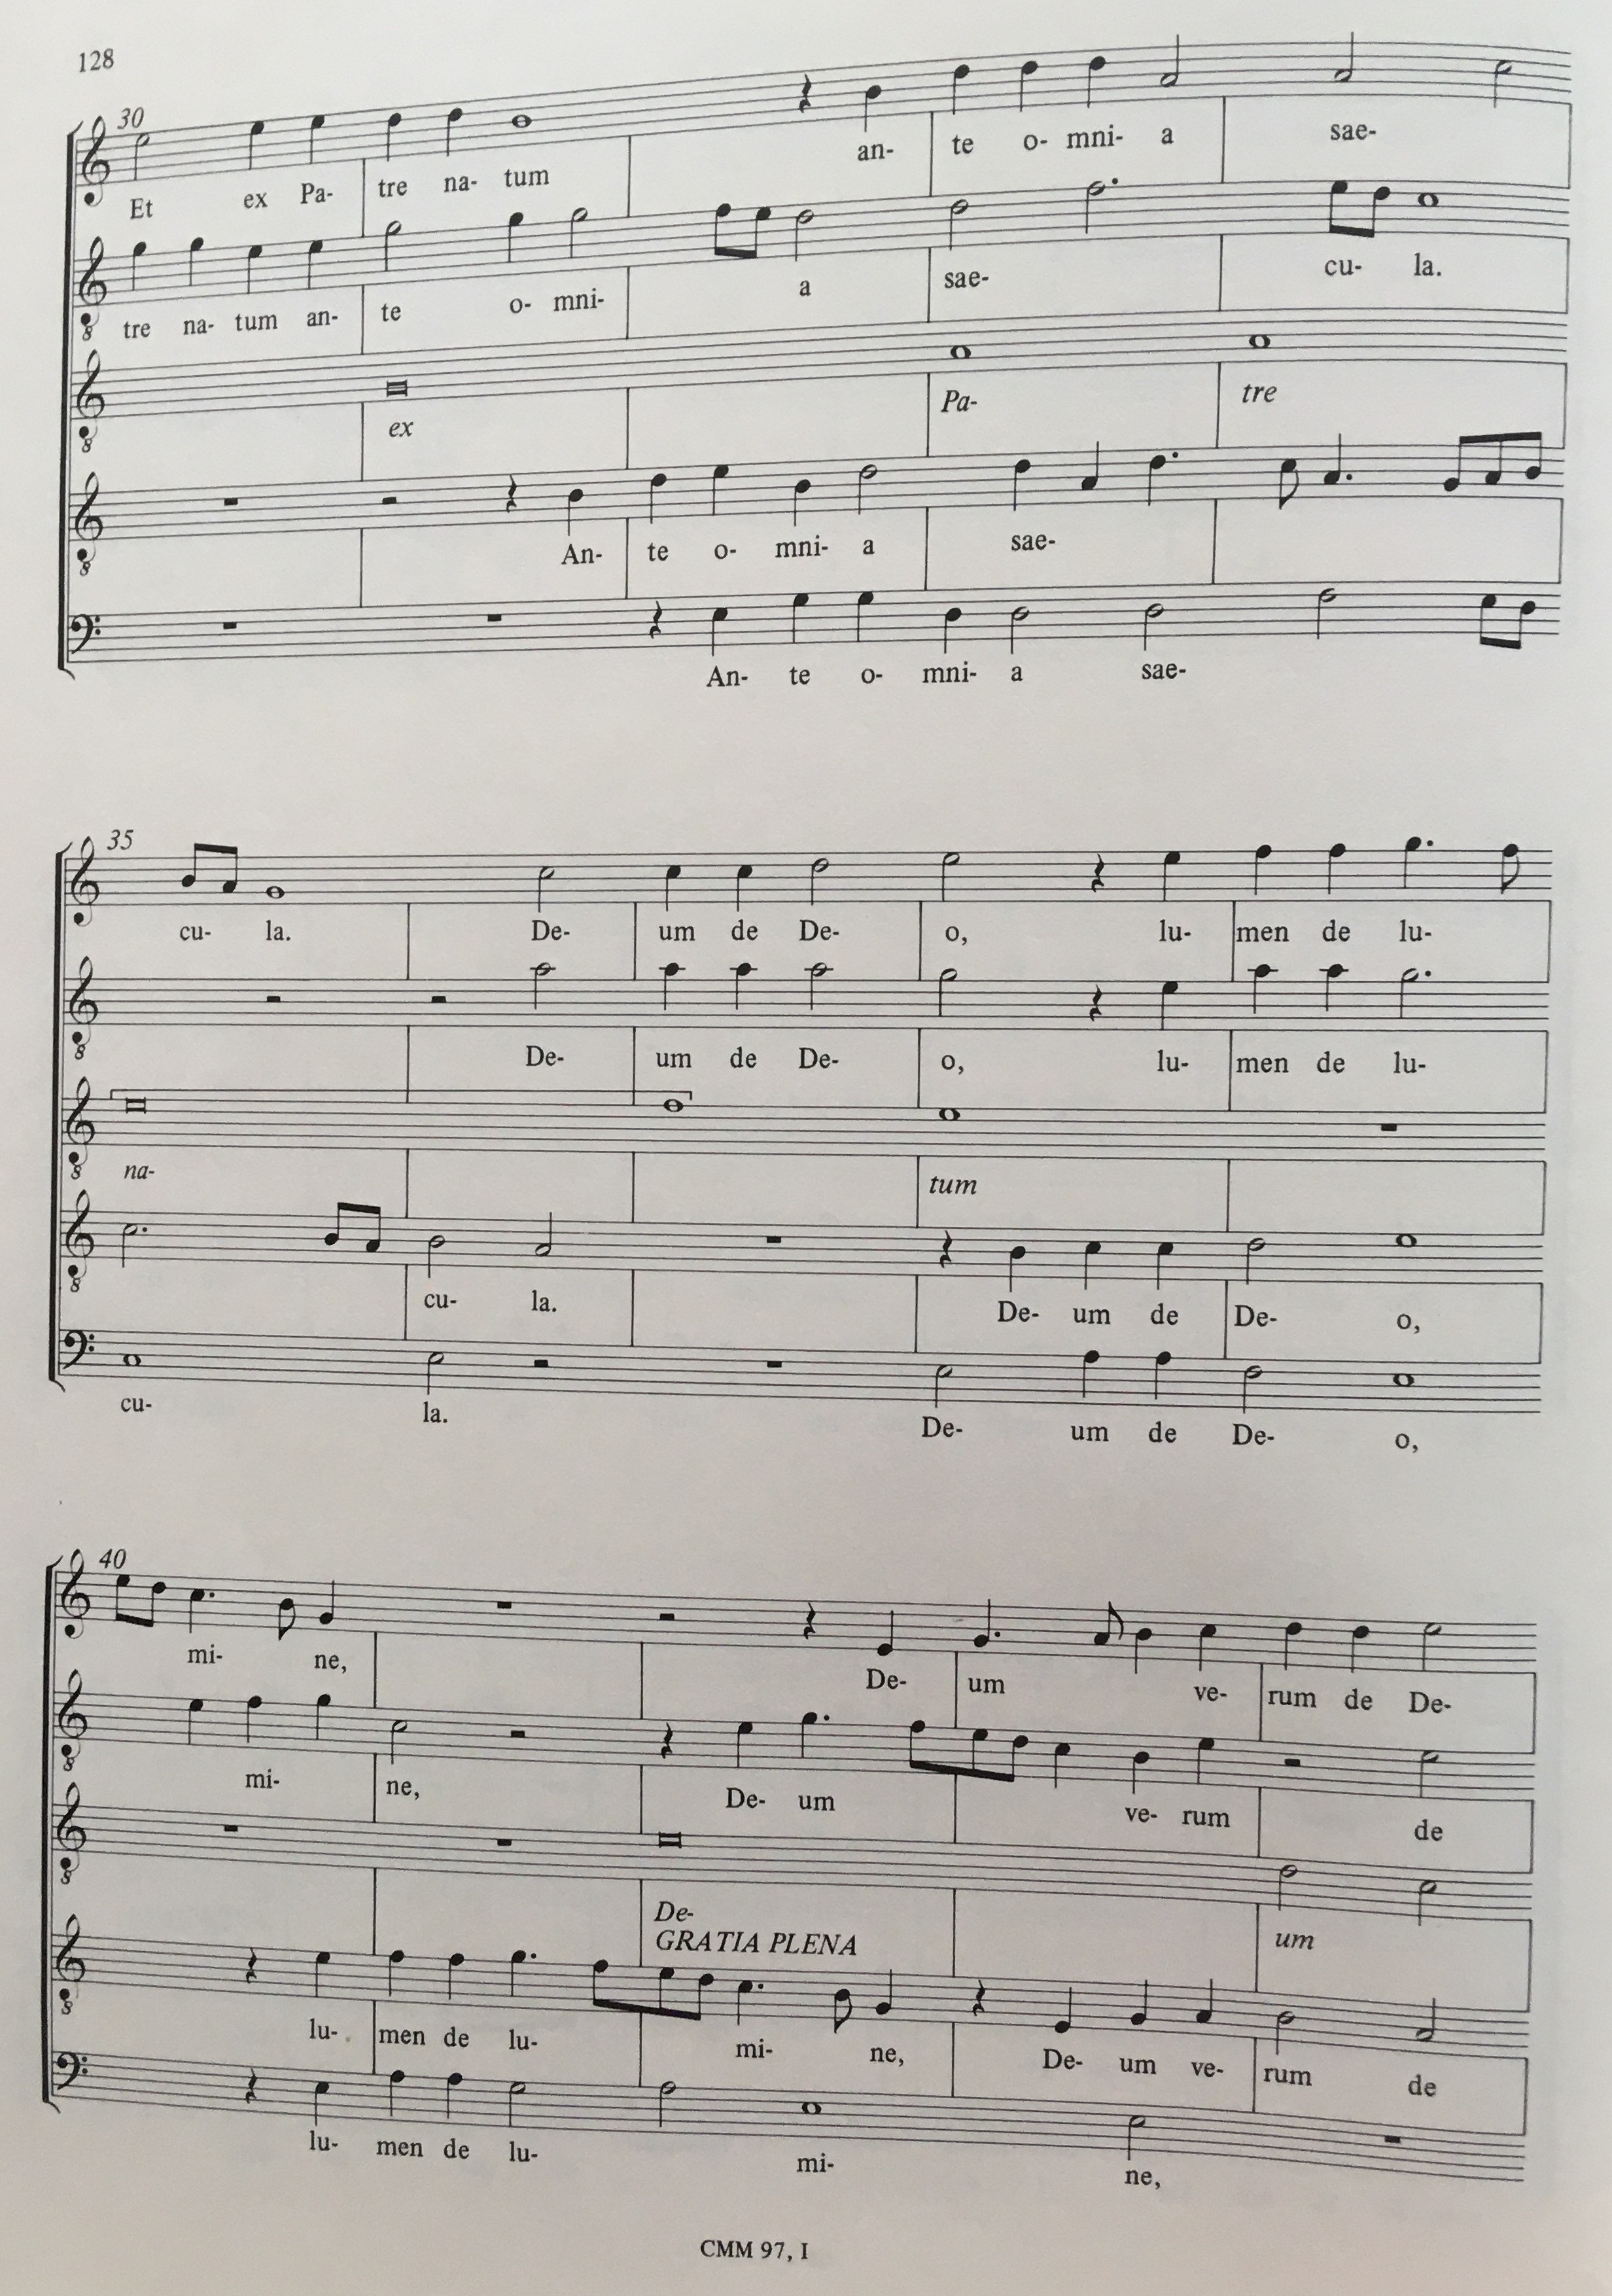 128
30
Et ex Pa- tre na- tum an- te o- mni- a sae-
tre na- tum an- te o- mni- a sae- cu- la.
ex Pa- tre
An- te o- mni- a sae-
An- te o- mni- a sae-
35
cu- la. De- um de De- o, lu- men de lu-
De- um de De- o, lu- men de lu-
na- tum
cu- la. De- um de De- o,
cu- la. De- um de De- o,
40
mi- ne, De- um ve- rum de De-
mi- ne, De- um ve- rum de
De- um
GRATIA PLENA
lu- men de lu- mi- ne, De- um ve- rum de
lu- men de lu- mi- ne,
CMM 97, I